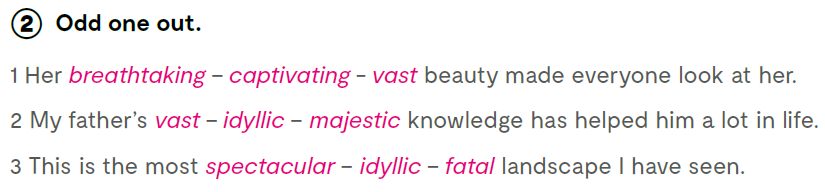 2 Odd one out.
1 Her breathtaking – captivating – vast beauty made everyone look at her.
2 My father’s vast – idyllic – majestic knowledge has helped him a lot in life.
3 This is the most spectacular – idyllic – fatal landscape I have seen.